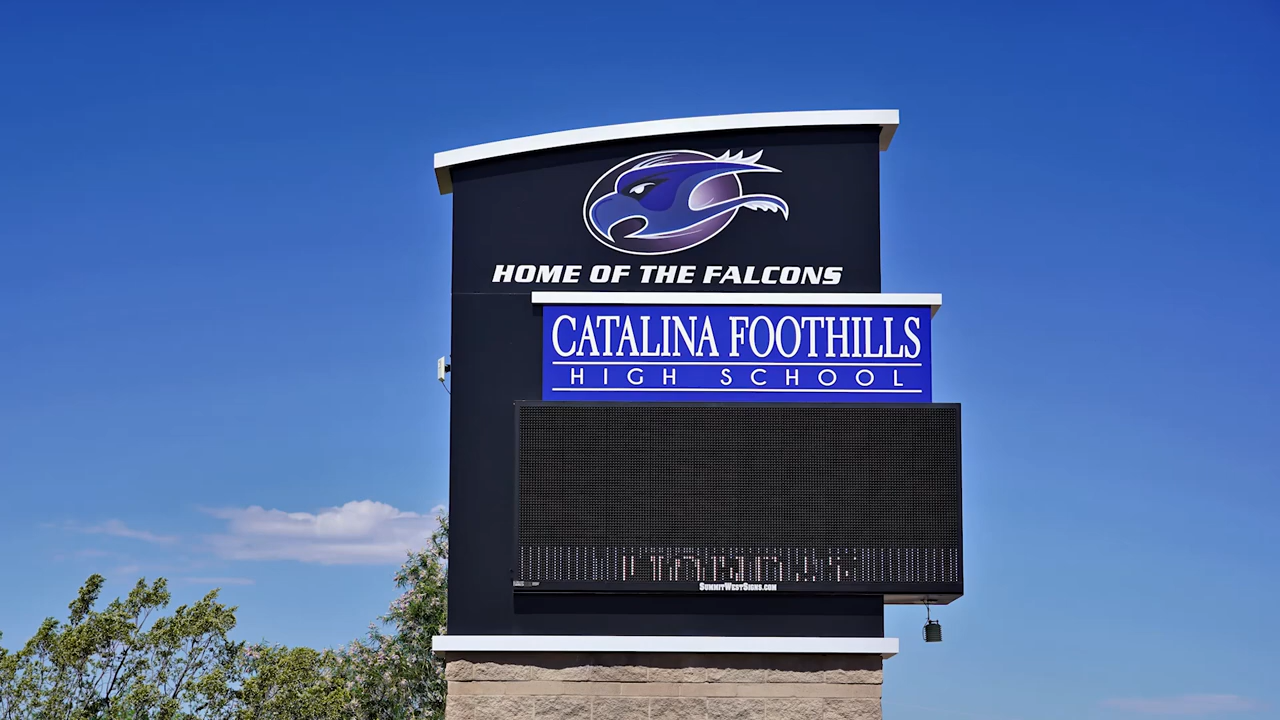 HOME OF THE FALCONS
CATALINA FOOTHILLS
HIGH SCHOOL
SUMMITWESTSIGNS.COM